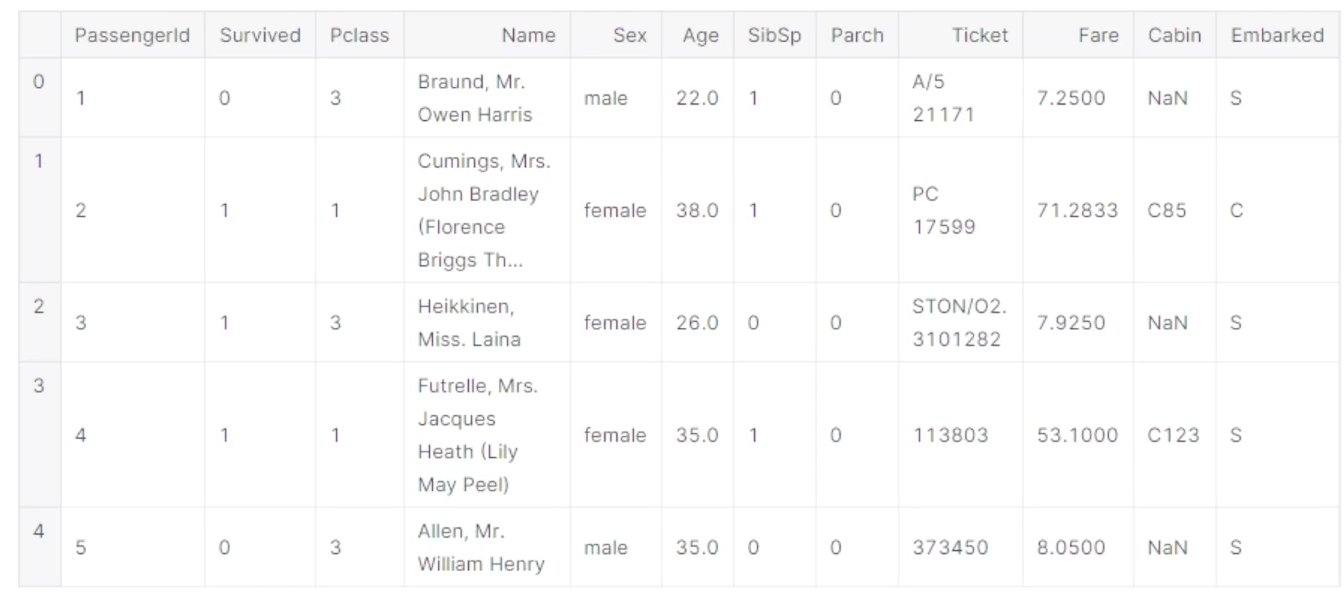 PassengerId Survived Pclass Name Sex Age SibSp Parch Ticket Fare Cabin Embarked
0 1 0 3 Braund, Mr. Owen Harris male 22.0 1 0 A/5 21171 7.2500 NaN S
1 2 1 1 Cumings, Mrs. John Bradley (Florence Briggs Th... female 38.0 1 0 PC 17599 71.2833 C85 C
2 3 1 3 Heikkinen, Miss. Laina female 26.0 0 0 STON/O2. 3101282 7.9250 NaN S
3 4 1 1 Futrelle, Mrs. Jacques Heath (Lily May Peel) female 35.0 1 0 113803 53.1000 C123 S
4 5 0 3 Allen, Mr. William Henry male 35.0 0 0 373450 8.0500 NaN S